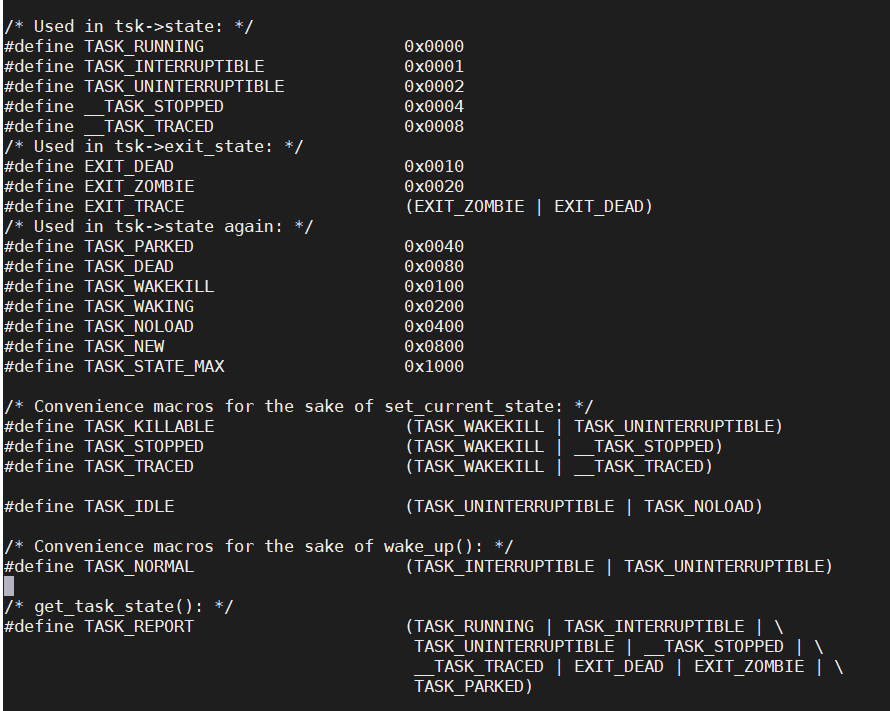 /* Used in tsk->state: */
#define TASK_RUNNING                    0x0000
#define TASK_INTERRUPTIBLE              0x0001
#define TASK_UNINTERRUPTIBLE            0x0002
#define __TASK_STOPPED                  0x0004
#define __TASK_TRACED                   0x0008
/* Used in tsk->exit_state: */
#define EXIT_DEAD                       0x0010
#define EXIT_ZOMBIE                     0x0020
#define EXIT_TRACE                      (EXIT_ZOMBIE | EXIT_DEAD)
/* Used in tsk->state again: */
#define TASK_PARKED                     0x0040
#define TASK_DEAD                       0x0080
#define TASK_WAKEKILL                   0x0100
#define TASK_WAKING                     0x0200
#define TASK_NOLOAD                     0x0400
#define TASK_NEW                        0x0800
#define TASK_STATE_MAX                  0x1000
/* Convenience macros for the sake of set_current_state: */
#define TASK_KILLABLE                   (TASK_WAKEKILL | TASK_UNINTERRUPTIBLE)
#define TASK_STOPPED                    (TASK_WAKEKILL | __TASK_STOPPED)
#define TASK_TRACED                     (TASK_WAKEKILL | __TASK_TRACED)
#define TASK_IDLE                       (TASK_UNINTERRUPTIBLE | TASK_NOLOAD)
/* Convenience macros for the sake of wake_up(): */
#define TASK_NORMAL                     (TASK_INTERRUPTIBLE | TASK_UNINTERRUPTIBLE)
/* get_task_state(): */
#define TASK_REPORT                     (TASK_RUNNING | TASK_INTERRUPTIBLE | \
                                         TASK_UNINTERRUPTIBLE | __TASK_STOPPED | \
                                         __TASK_TRACED | EXIT_DEAD | EXIT_ZOMBIE | \
                                         TASK_PARKED)